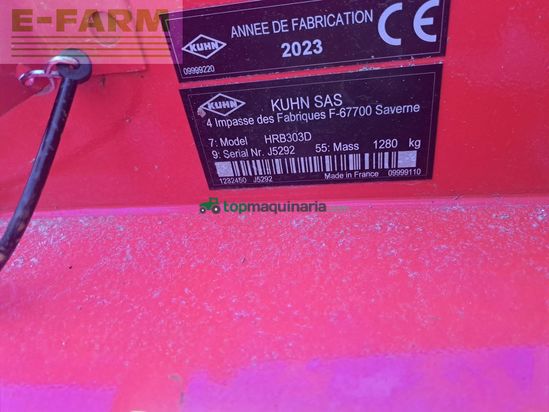 E-FARM
KUHN
ANNEE DE FABRICATION
2023
09999220
CE
KUHN
KUHN SAS
4 Impasse des Fabriques F-67700 Saverne
7: Model HRB303D
9: Serial Nr. J5292 55: Mass 1280 kg
1232450 J5292 Made in France 09999110
topmaquinaria.com